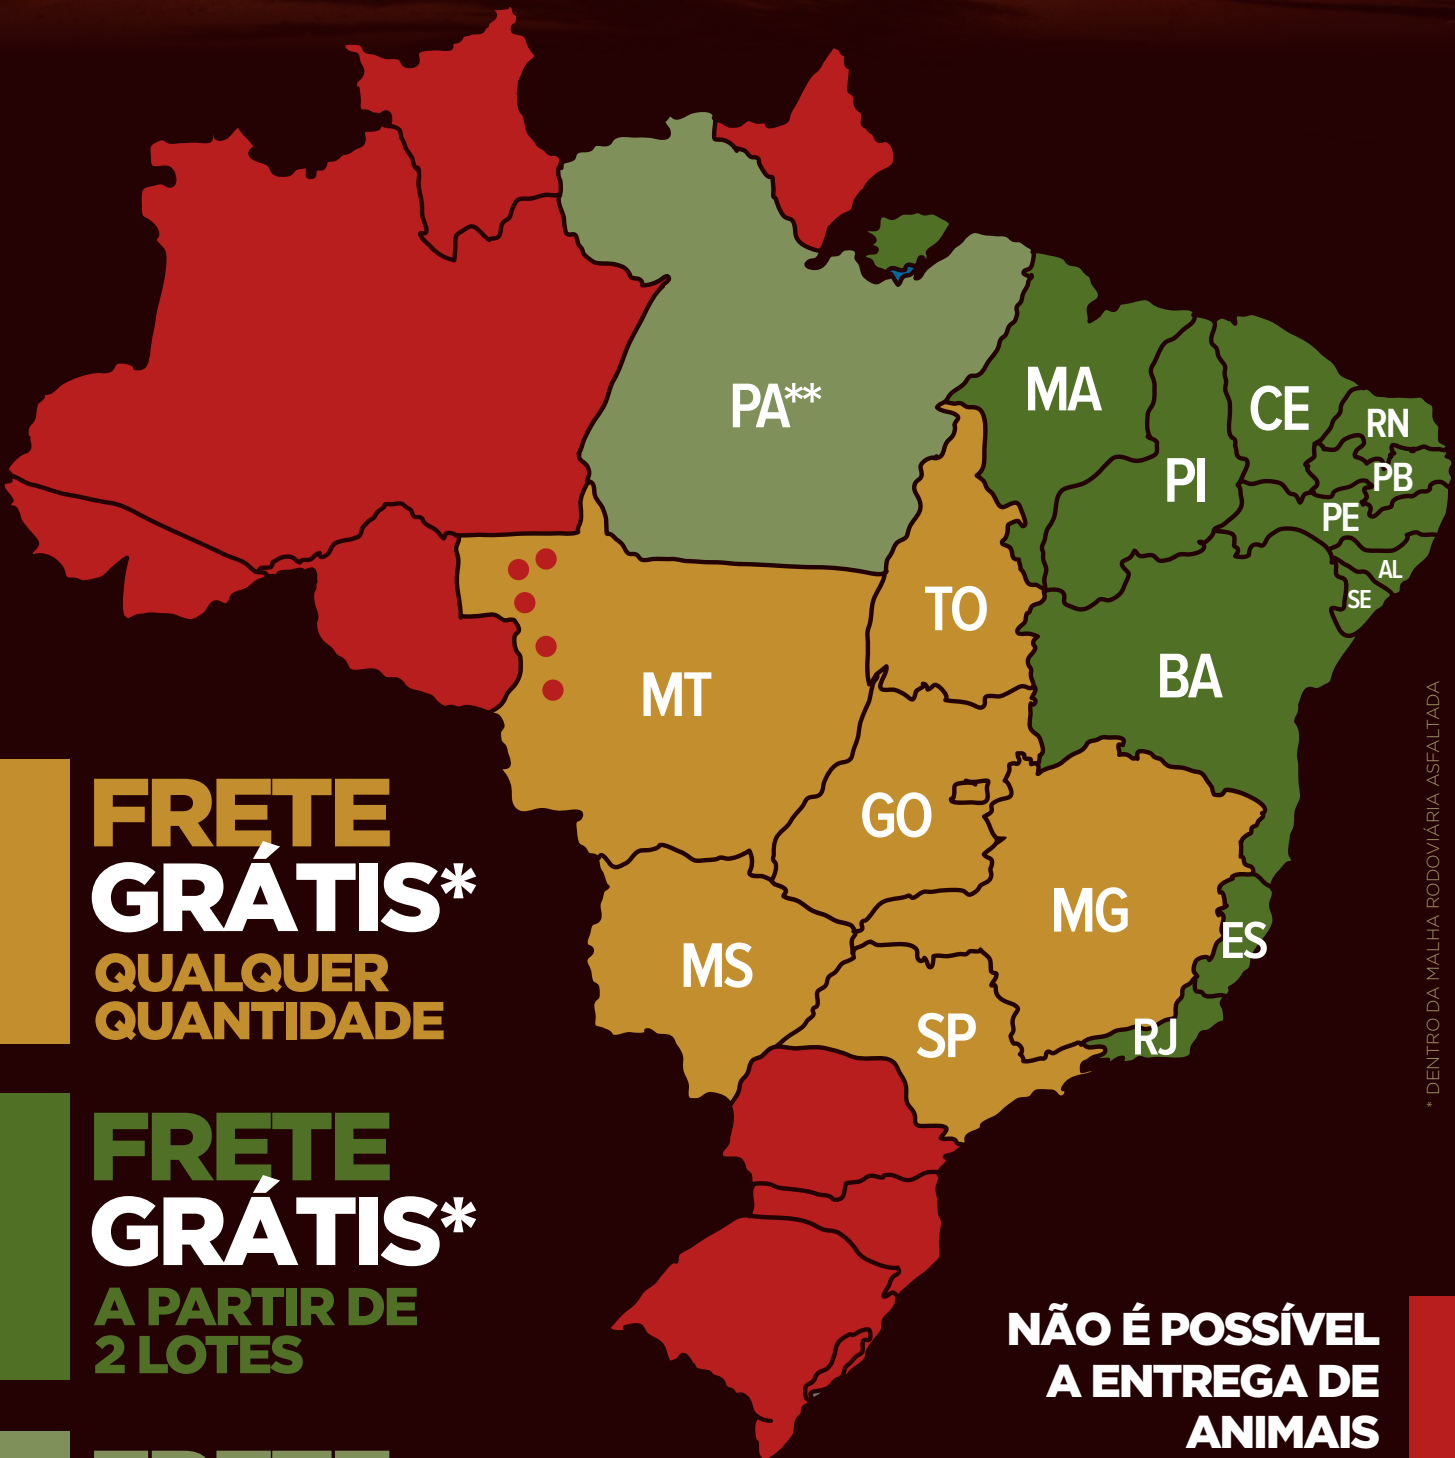 PA**
MA
CE
RN
PI
PB
PE
AL
SE
TO
BA
MT
GO
MG
ES
MS
SP
RJ
FRETE
GRÁTIS*
QUALQUER
QUANTIDADE
FRETE
GRÁTIS*
A PARTIR DE
2 LOTES
NÃO É POSSÍVEL
A ENTREGA DE
ANIMAIS
* DENTRO DA MALHA RODOVIÁRIA ASFALTADA